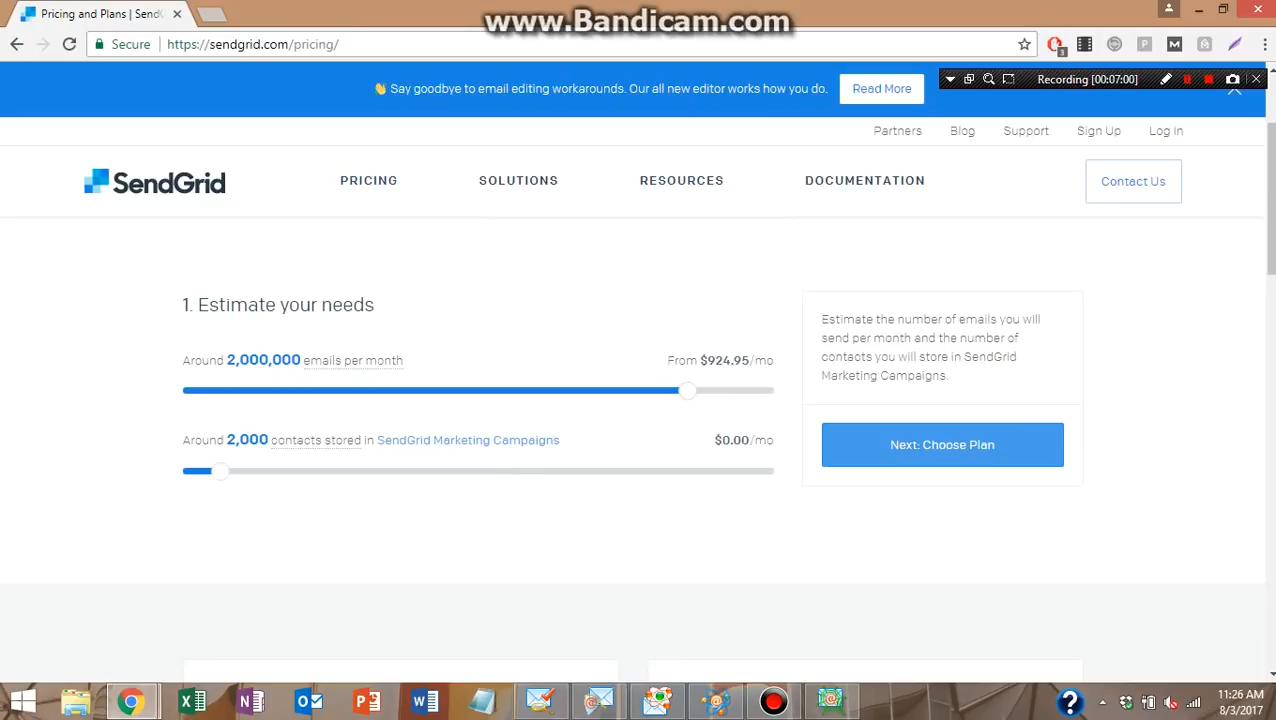 Pricing and Plans | Send
www.Bandicam.com
Secure
https://sendgrid.com/pricing/
3
👋 Say goodbye to email editing workarounds. Our all new editor works how you do.
Read More
Recording [00:07:00]
Partners
Blog
Support
Sign Up
Log in
SendGrid
PRICING
SOLUTIONS
RESOURCES
DOCUMENTATION
Contact Us
1. Estimate your needs
Around 2,000,000 emails per month
From $924.95/mo
Around 2,000 contacts stored in SendGrid Marketing Campaigns
$0.00/mo
Estimate the number of emails you will
send per month and the number of
contacts you will store in SendGrid
Marketing Campaigns.
Next: Choose Plan
11:26 AM
8/3/2017